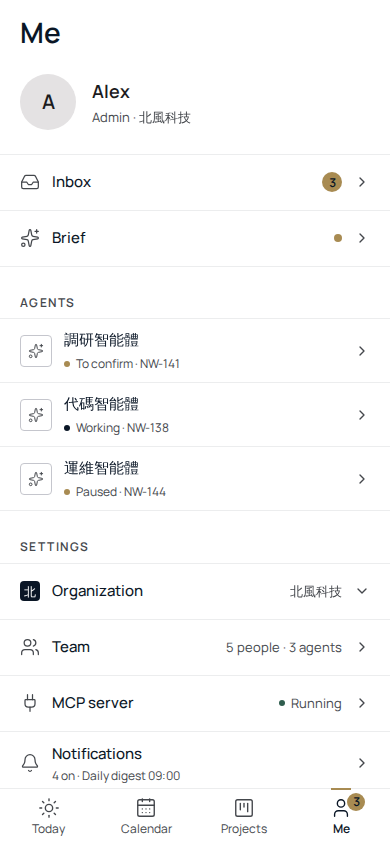 Me
A
Alex
Admin · 北風科技
Inbox
3
Brief
AGENTS
調研智能體
To confirm · NW-141
代碼智能體
Working · NW-138
運維智能體
Paused · NW-144
SETTINGS
北
Organization
北風科技
Team
5 people · 3 agents
MCP server
Running
Notifications
4 on · Daily digest 09:00
3
Today
Calendar
Projects
Me